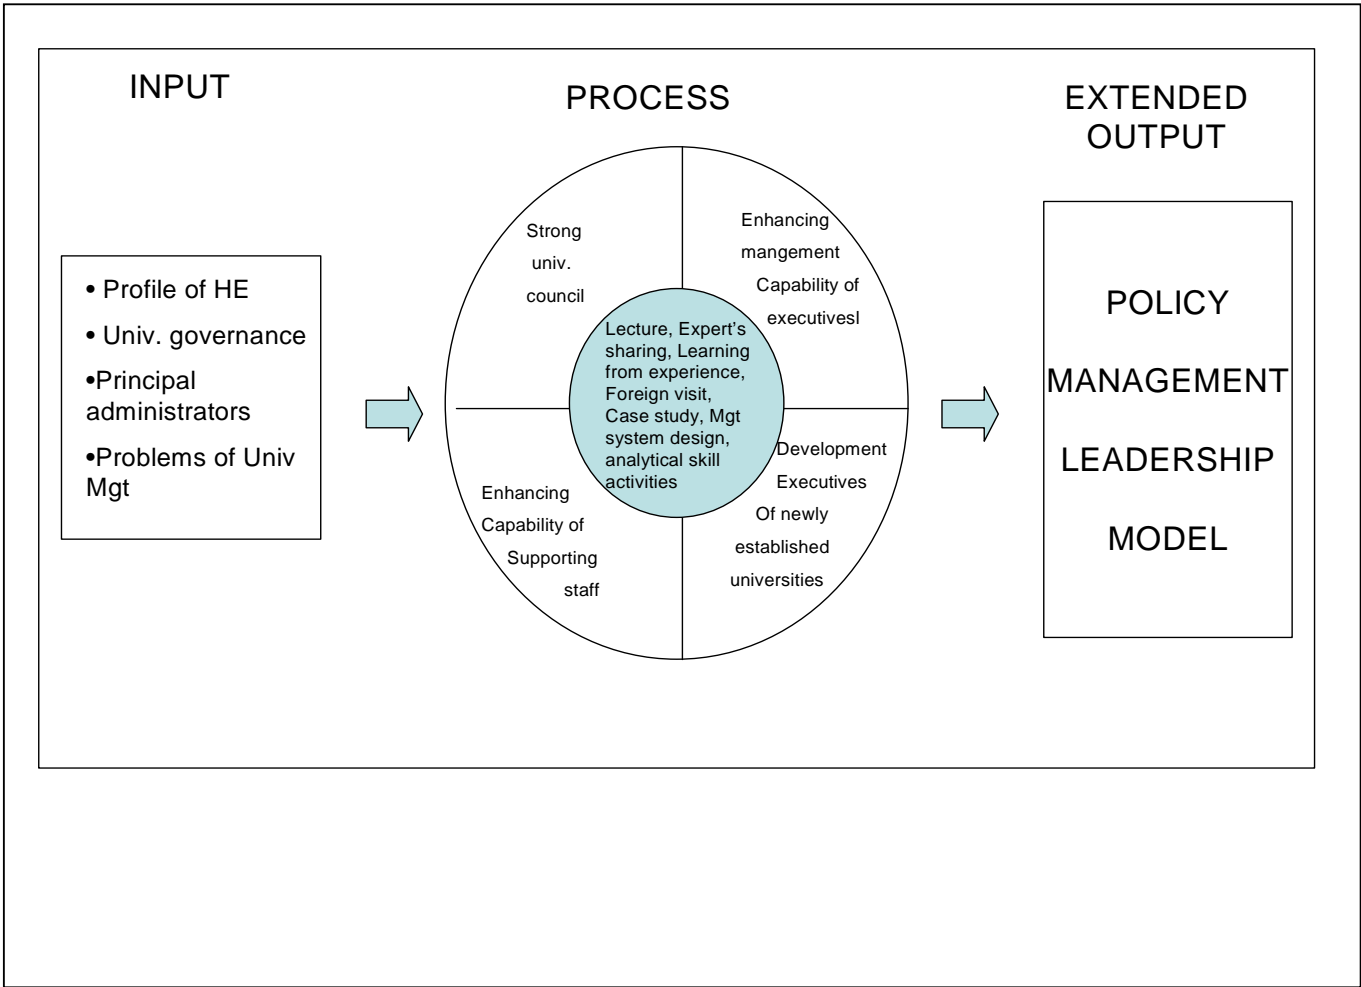 INPUT
PROCESS
EXTENDED
OUTPUT
• Profile of HE
• Univ. governance
•Principal
administrators
•Problems of Univ
Mgt
Strong
univ.
council
Enhancing
mangement
Capability of
executivesl
Lecture, Expert’s
sharing, Learning
from experience,
Foreign visit,
Case study, Mgt
system design,
analytical skill
activities
Enhancing
Capability of
Supporting
staff
Development
Executives
Of newly
established
universities
POLICY
MANAGEMENT
LEADERSHIP
MODEL